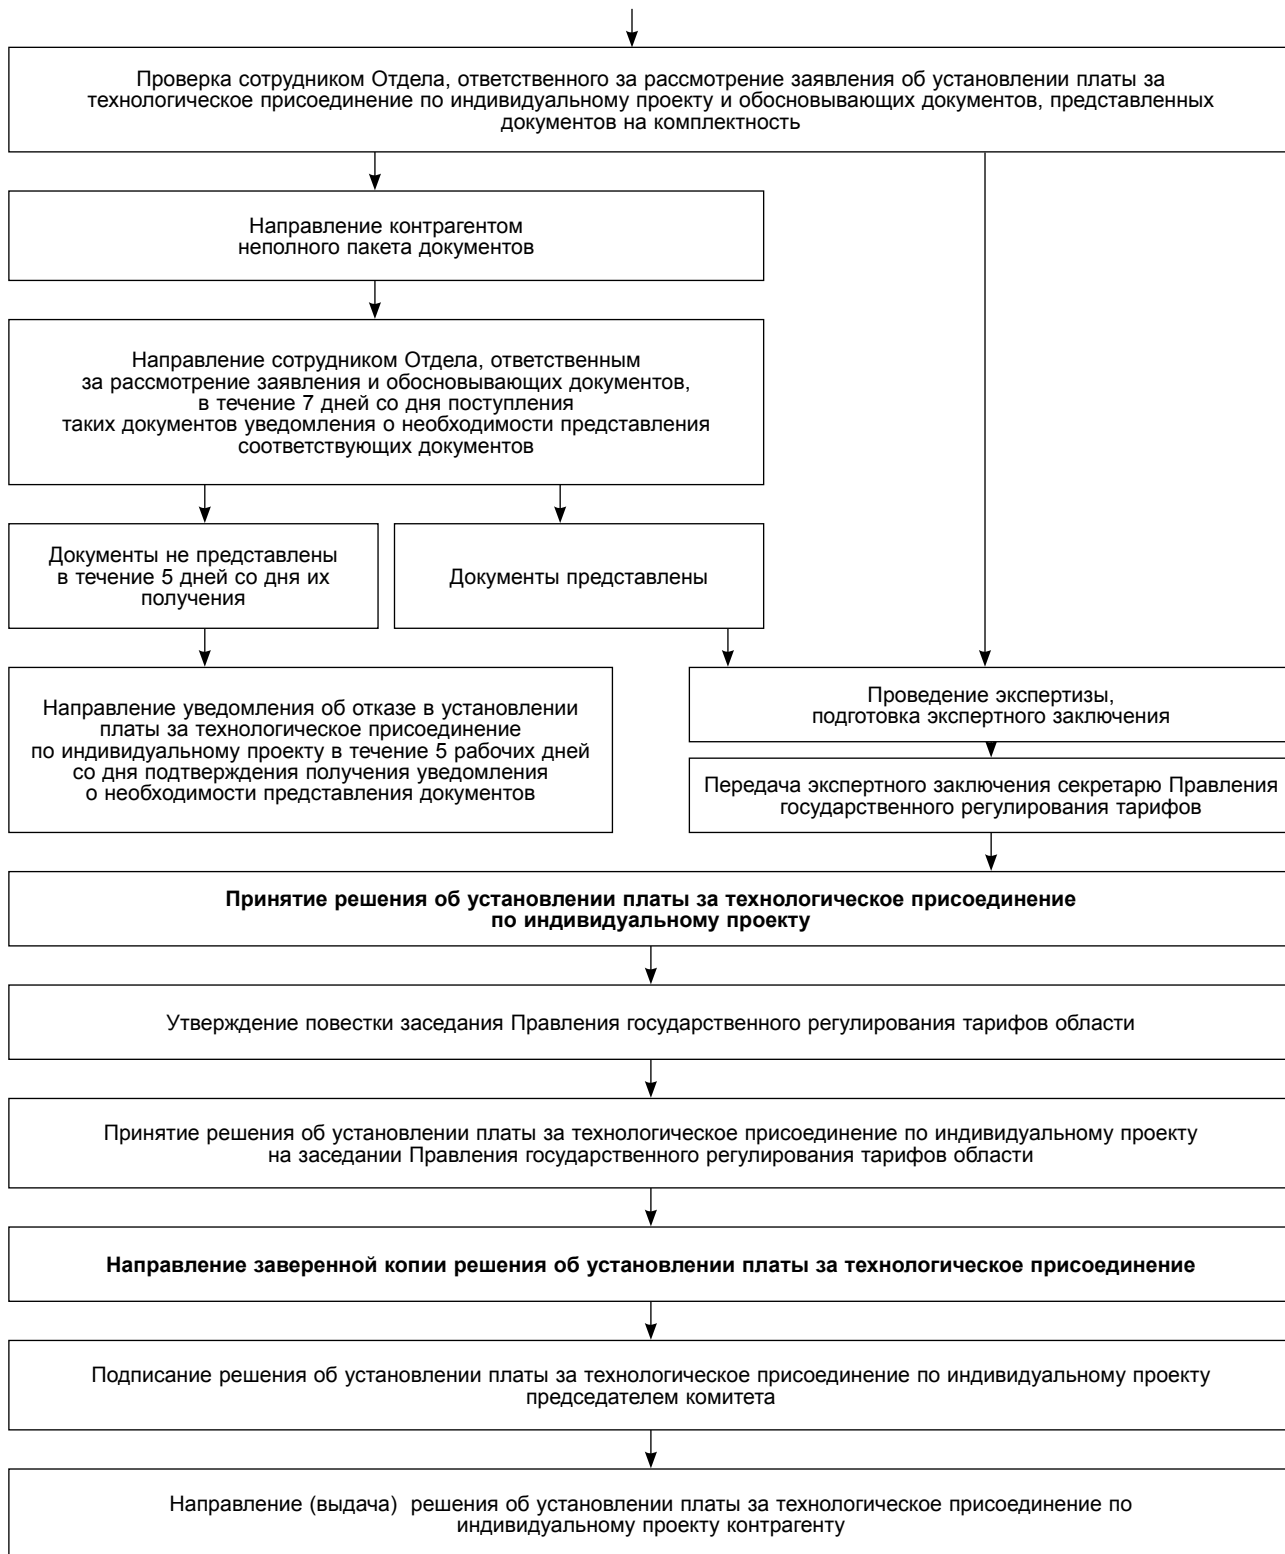 Проверка сотрудником Отдела, ответственного за рассмотрение заявления об установлении платы за
технологическое присоединение по индивидуальному проекту и обосновывающих документов, представленных
документов на комплектность
Направление контрагентом
неполного пакета документов
Направление сотрудником Отдела, ответственным
за рассмотрение заявления и обосновывающих документов,
в течение 7 дней со дня поступления
таких документов уведомления о необходимости представления
соответствующих документов
Документы не представлены
в течение 5 дней со дня их
получения
Документы представлены
Направление уведомления об отказе в установлении
платы за технологическое присоединение
по индивидуальному проекту в течение 5 рабочих дней
со дня подтверждения получения уведомления
о необходимости представления документов
Проведение экспертизы,
подготовка экспертного заключения
Передача экспертного заключения секретарю Правления
государственного регулирования тарифов
Принятие решения об установлении платы за технологическое присоединение
по индивидуальному проекту
Утверждение повестки заседания Правления государственного регулирования тарифов области
Принятие решения об установлении платы за технологическое присоединение по индивидуальному проекту
на заседании Правления государственного регулирования тарифов области
Направление заверенной копии решения об установлении платы за технологическое присоединение
Подписание решения об установлении платы за технологическое присоединение по индивидуальному проекту
председателем комитета
Направление (выдача) решения об установлении платы за технологическое присоединение по
индивидуальному проекту контрагенту